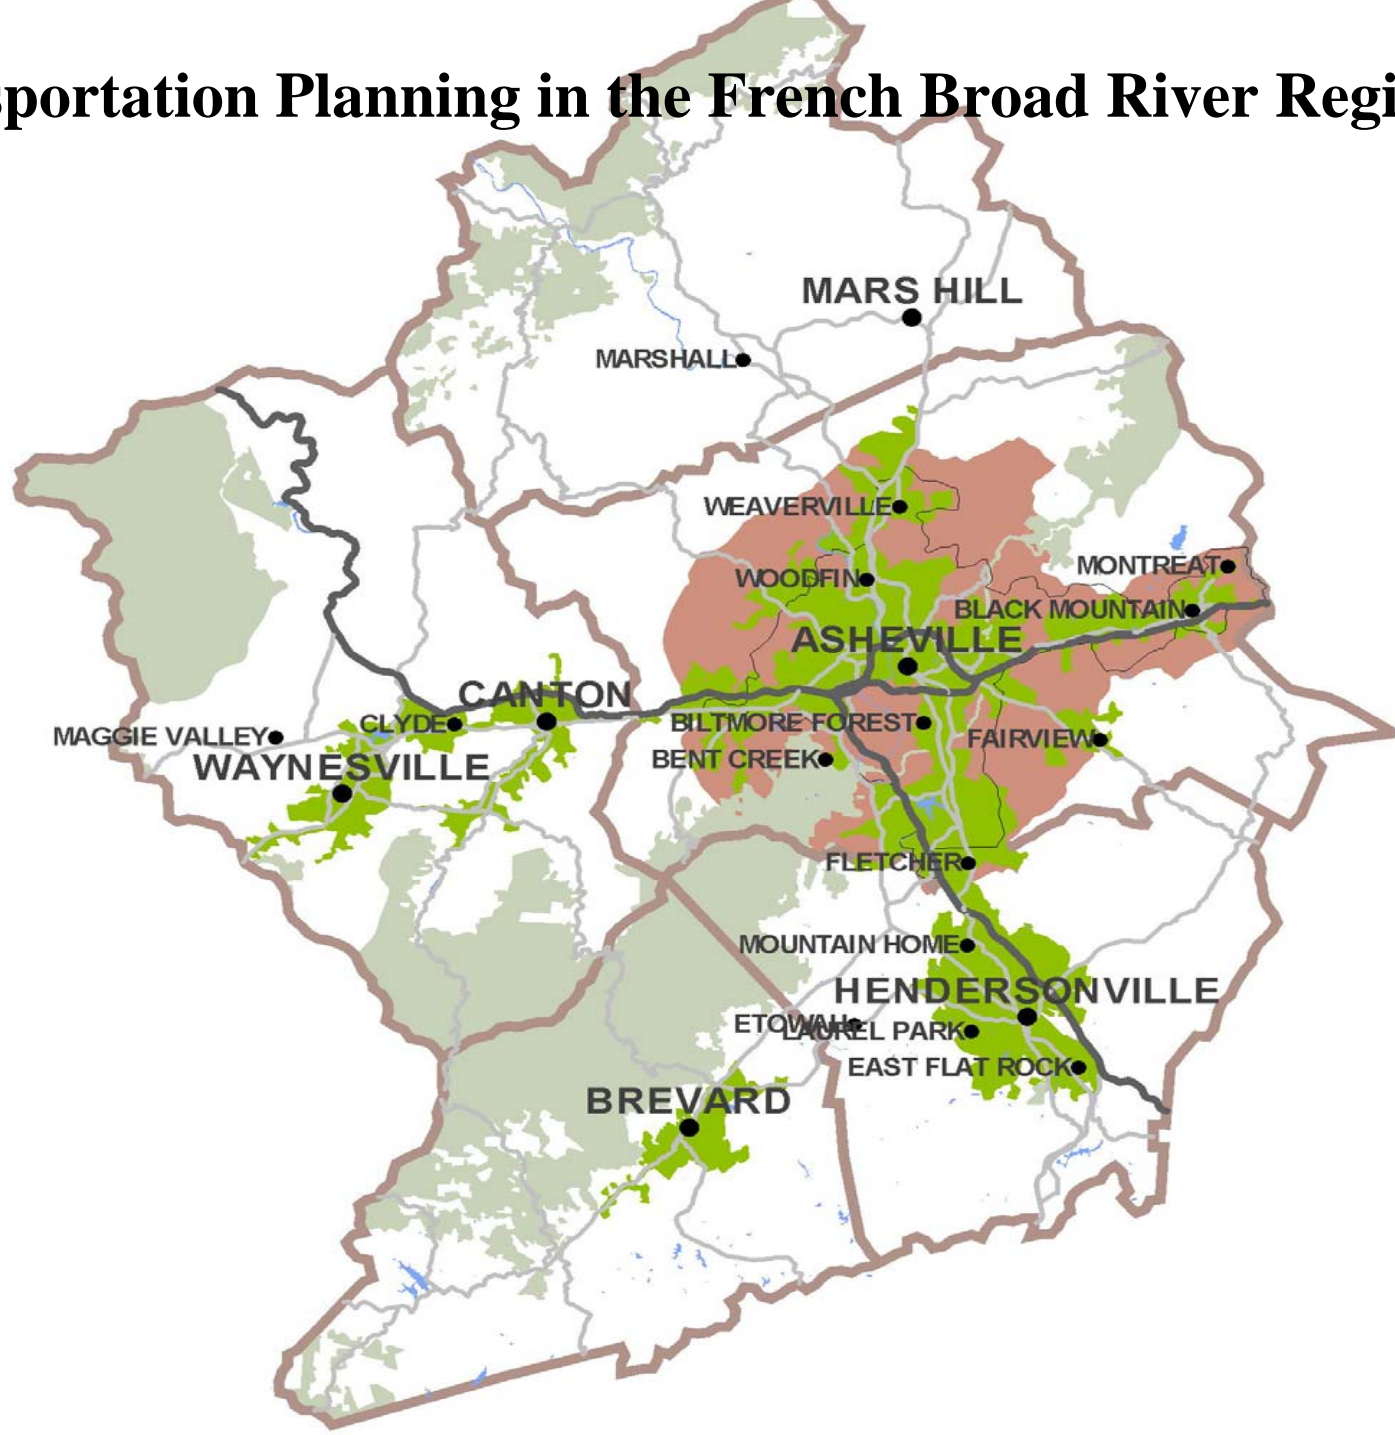 sportation Planning in the French Broad River Regi
MARS HILL
MARSHALL
WEAVERVILLE
MONTREAT
WOODFIN
BLACK MOUNTAIN
ASHEVILLE
CANTON
CLYDE
BILTMORE FOREST
MAGGIE VALLEY
FAIRVIEW
BENT CREEK
WAYNESVILLE
FLETCHER
MOUNTAIN HOME
HENDERSONVILLE
ETOWAH
LAUREL PARK
EAST FLAT ROCK
BREVARD